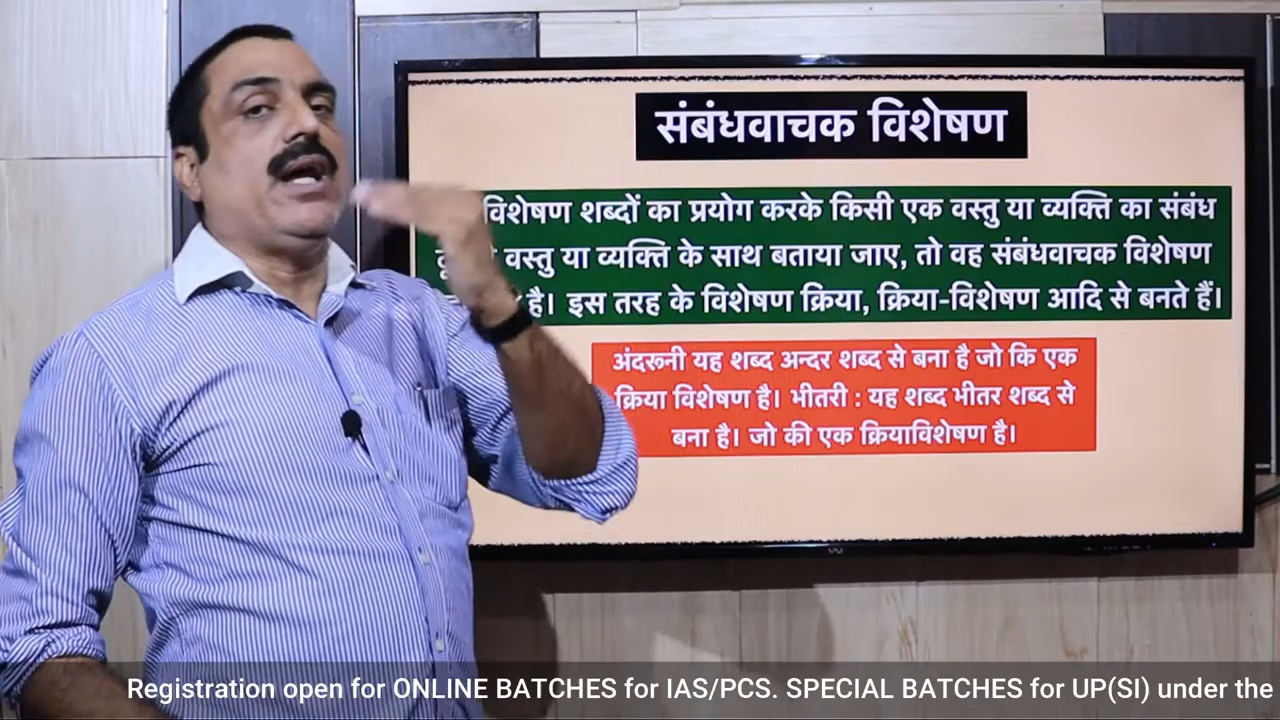 संबंधवाचक विशेषण
विशेषण शब्दों का प्रयोग करके किसी एक वस्तु या व्यक्ति का संबंध
वस्तु या व्यक्ति के साथ बताया जाए, तो वह संबंधवाचक विशेषण
है। इस तरह के विशेषण क्रिया, क्रिया-विशेषण आदि से बनते हैं।
अंदरूनी यह शब्द अन्दर शब्द से बना है जो कि एक
क्रिया विशेषण है। भीतरी : यह शब्द भीतर शब्द से
बना है। जो की एक क्रियाविशेषण है।
Registration open for ONLINE BATCHES for IAS/PCS. SPECIAL BATCHES for UP(SI) under the